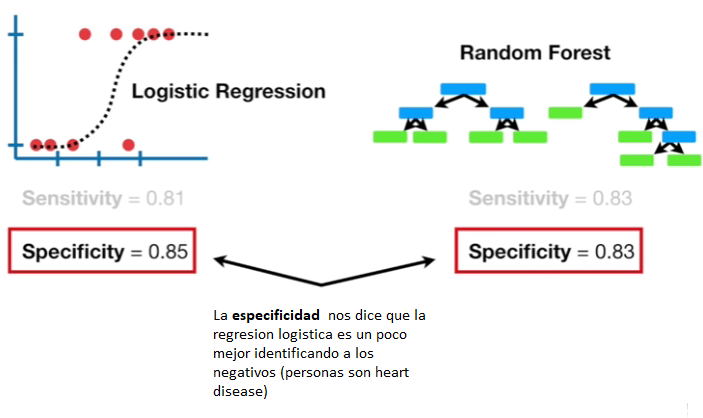 Random Forest
Logistic Regression
Sensitivity = 0.81
Sensitivity = 0.83
Specificity = 0.85
Specificity = 0.83
La especificidad nos dice que la
regresion logistica es un poco
mejor identificando a los
negativos (personas son heart
disease)